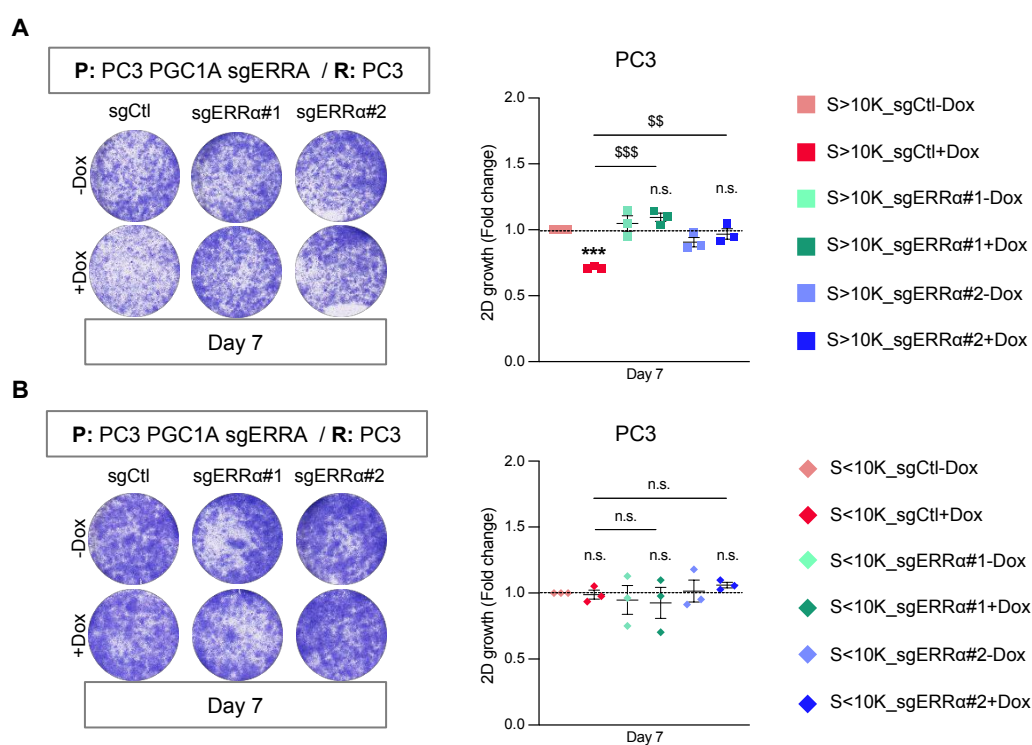 A
P: PC3 PGC1A sgERRA / R: PC3
sgCtl sgERRα#1 sgERRα#2
-Dox
+Dox
Day 7
PC3
2D growth (Fold change)
2.0
1.5
1.0
0.5
0.0
$$
$$$
n.s.
n.s.
***
Day 7
S>10K_sgCtl-Dox
S>10K_sgCtl+Dox
S>10K_sgERRα#1-Dox
S>10K_sgERRα#1+Dox
S>10K_sgERRα#2-Dox
S>10K_sgERRα#2+Dox
B
P: PC3 PGC1A sgERRA / R: PC3
sgCtl sgERRα#1 sgERRα#2
-Dox
+Dox
Day 7
PC3
2D growth (Fold change)
2.0
1.5
1.0
0.5
0.0
n.s.
n.s.
n.s. n.s. n.s.
Day 7
S<10K_sgCtl-Dox
S<10K_sgCtl+Dox
S<10K_sgERRα#1-Dox
S<10K_sgERRα#1+Dox
S<10K_sgERRα#2-Dox
S<10K_sgERRα#2+Dox